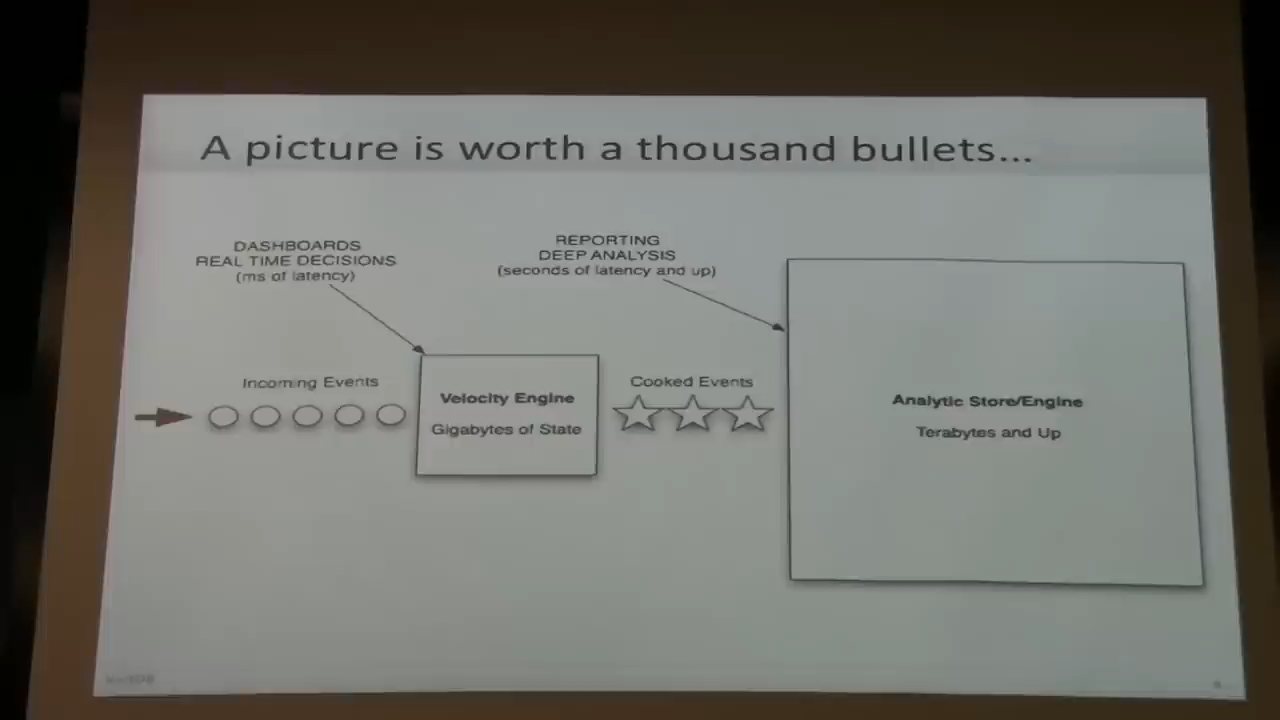 A picture is worth a thousand bullets...
DASHBOARDS
REAL TIME DECISIONS
(ms of latency)
REPORTING
DEEP ANALYSIS
(seconds of latency and up)
Incoming Events
Velocity Engine
Gigabytes of State
Cooked Events
Analytic Store/Engine
Terabytes and Up